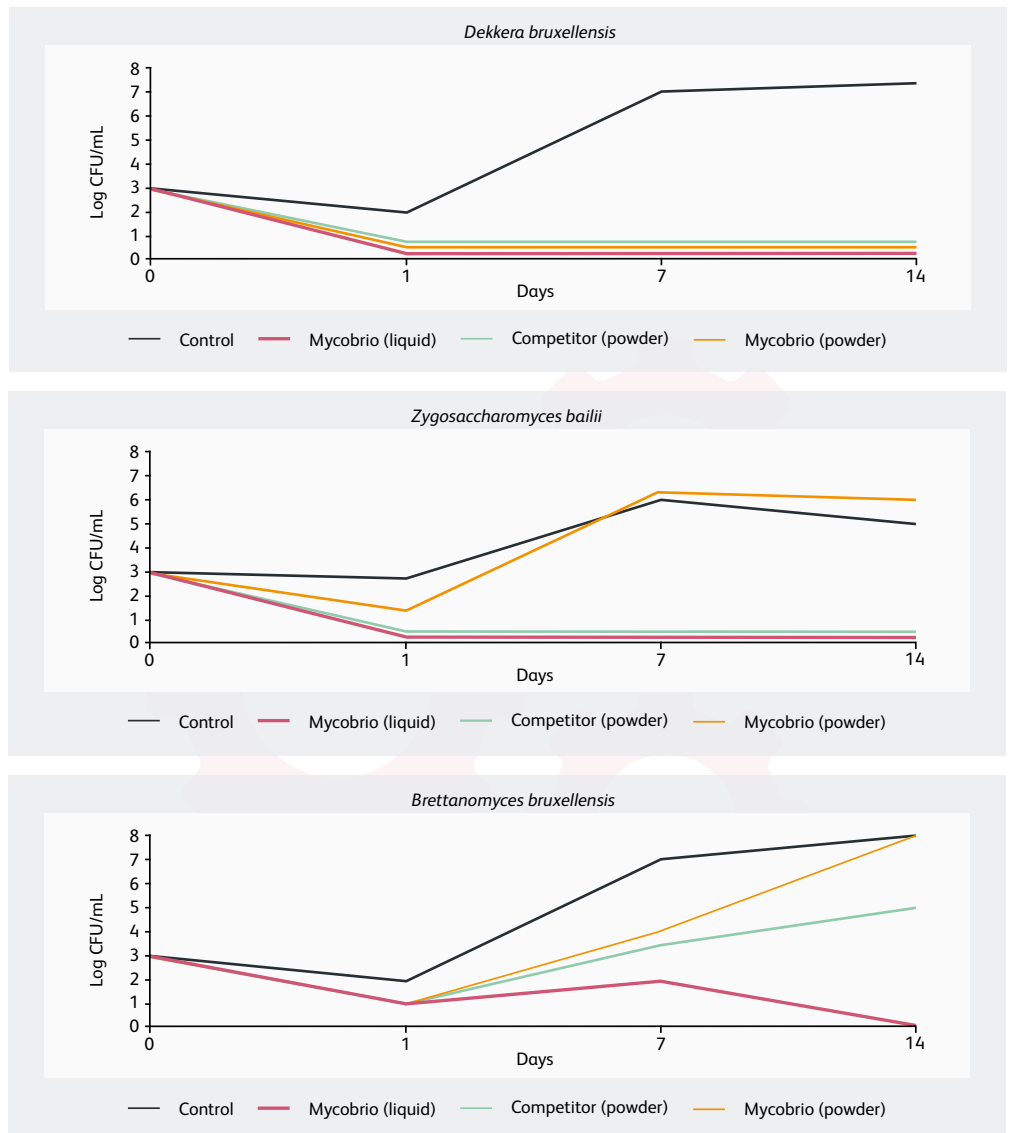 Dekkera bruxellensis
8
7
6
5
4
3
2
1
0
Log CFU/mL
0 1 7 14
Days
Control Mycobrio (liquid) Competitor (powder) Mycobrio (powder)
Zygosaccharomyces bailii
8
7
6
5
4
3
2
1
0
Log CFU/mL
0 1 7 14
Days
Control Mycobrio (liquid) Competitor (powder) Mycobrio (powder)
Brettanomyces bruxellensis
8
7
6
5
4
3
2
1
0
Log CFU/mL
0 1 7 14
Days
Control Mycobrio (liquid) Competitor (powder) Mycobrio (powder)